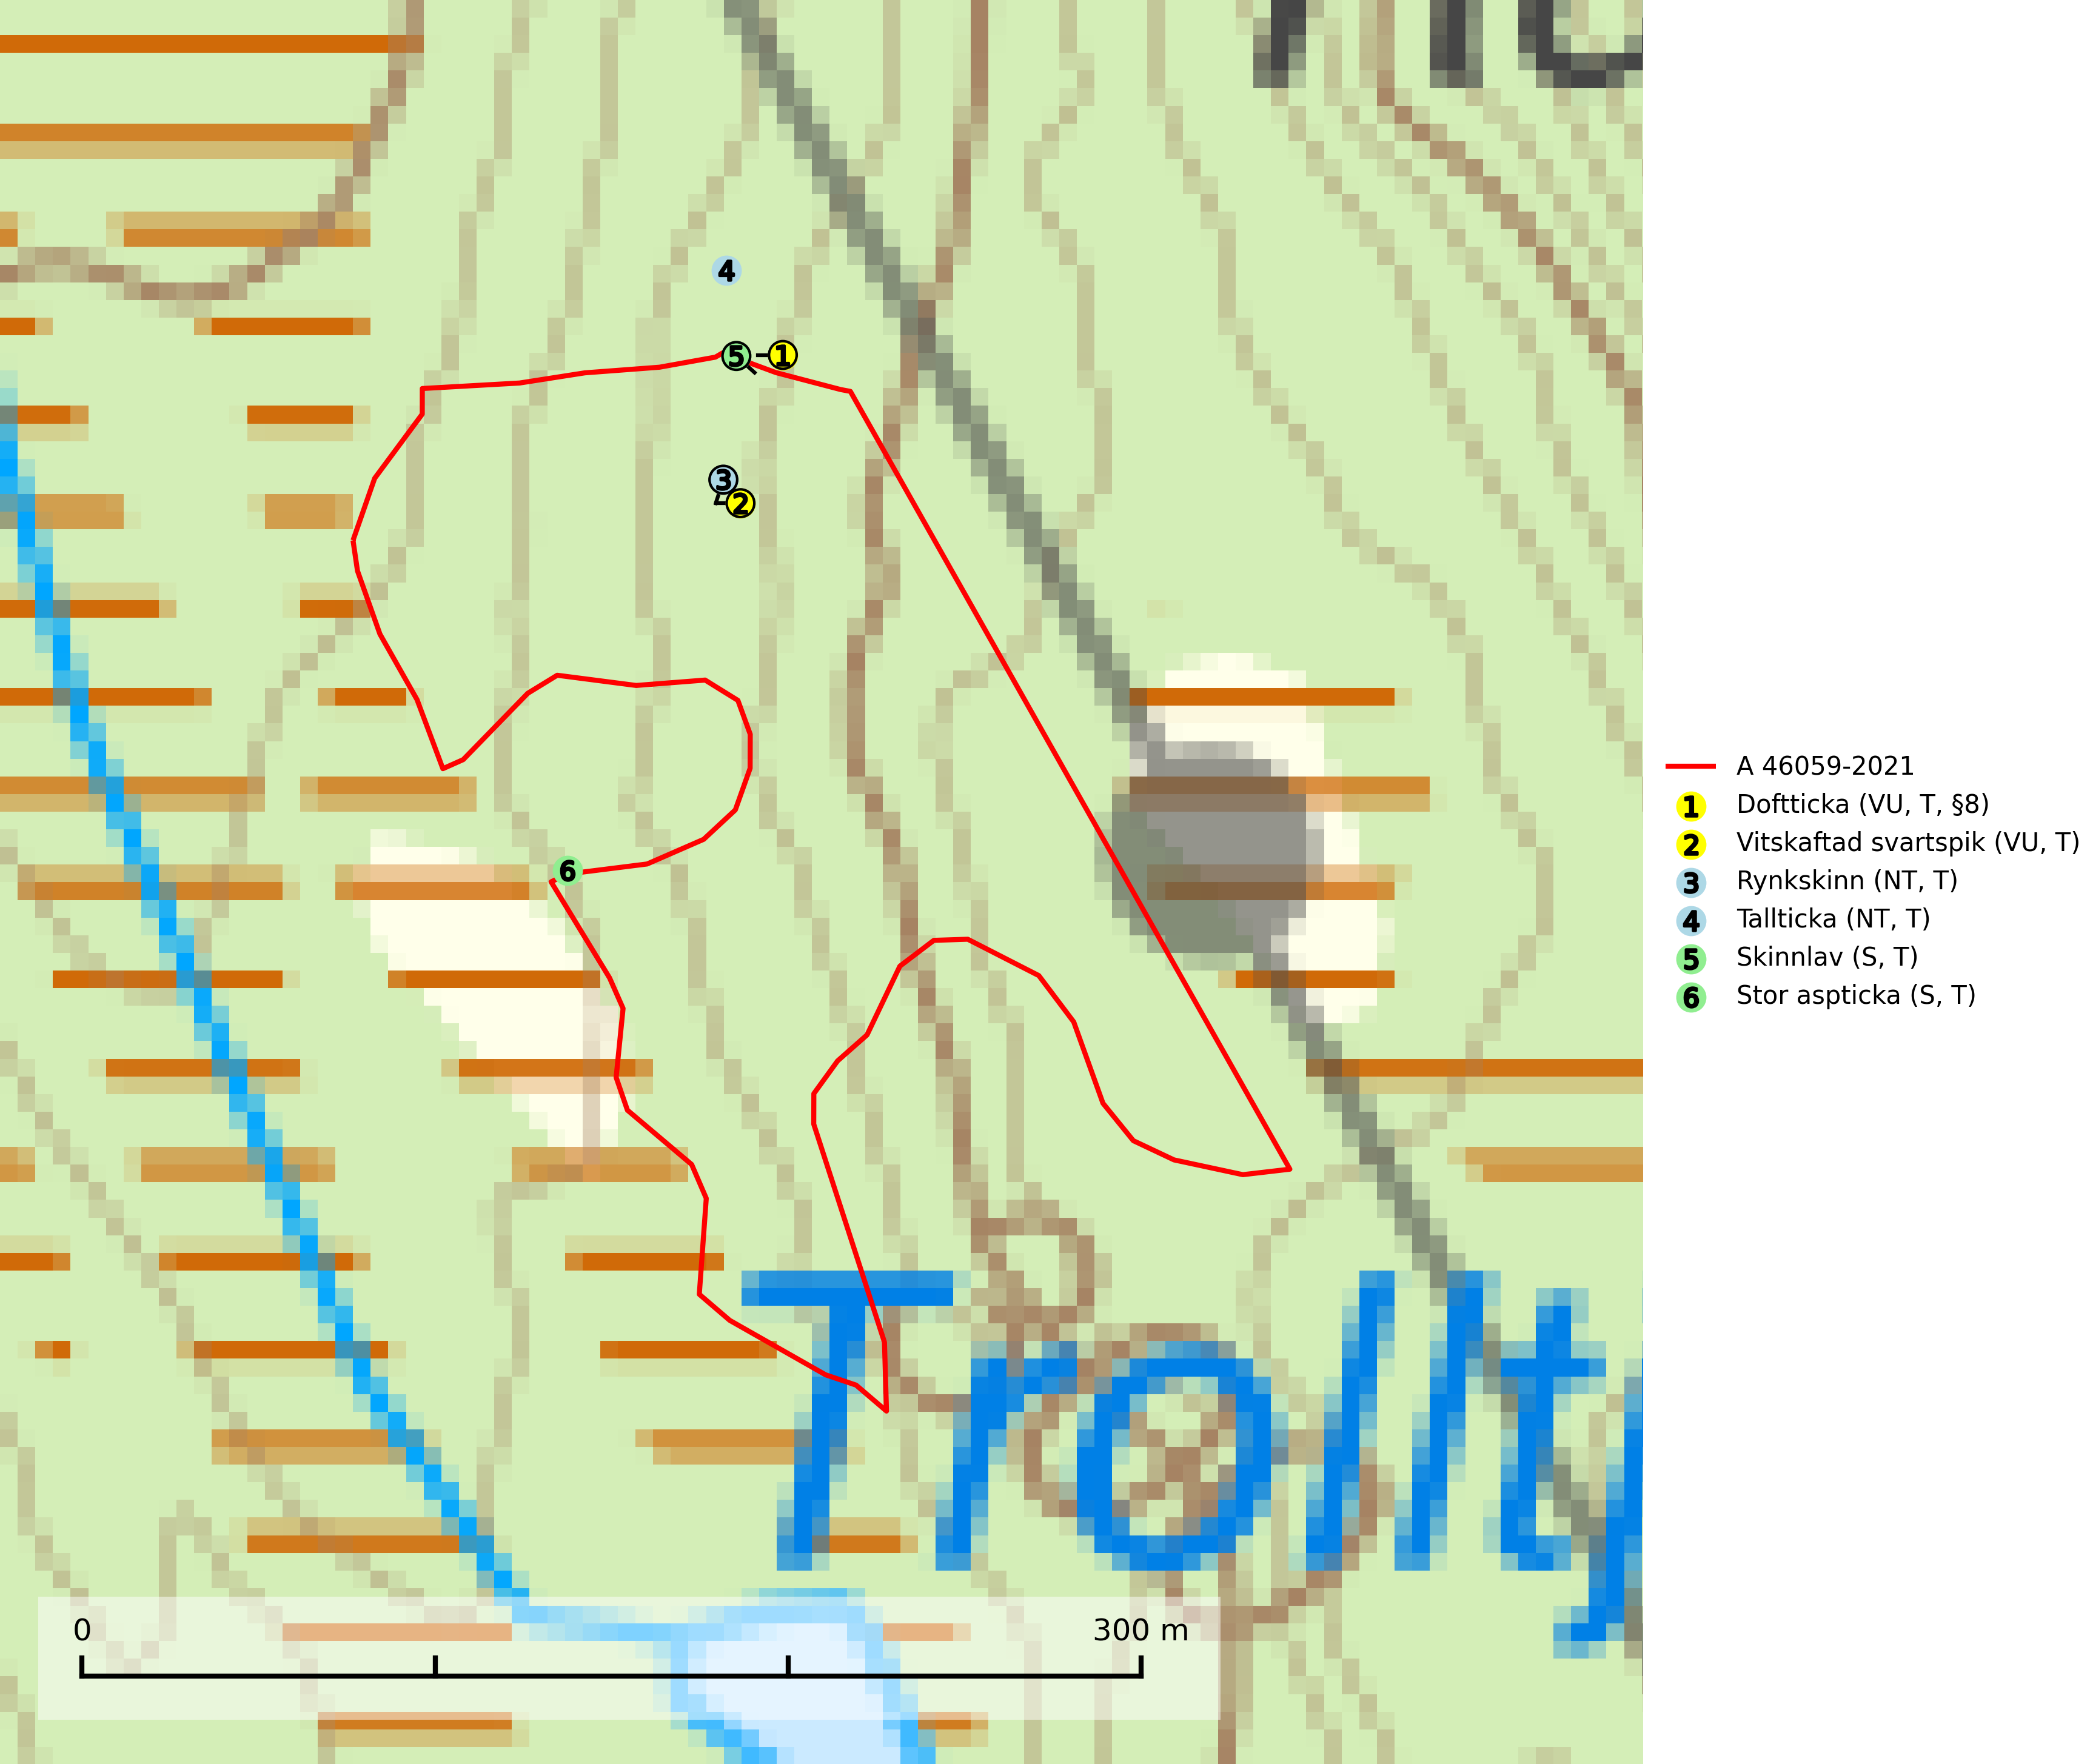 4
5
1
3
2
6
A 46059-2021
1 Doftticka (VU, T, §8)
2 Vitskaftad svartspik (VU, T)
3 Rynkskinn (NT, T)
4 Tallticka (NT, T)
5 Skinnlav (S, T)
6 Stor aspticka (S, T)
0 300 m